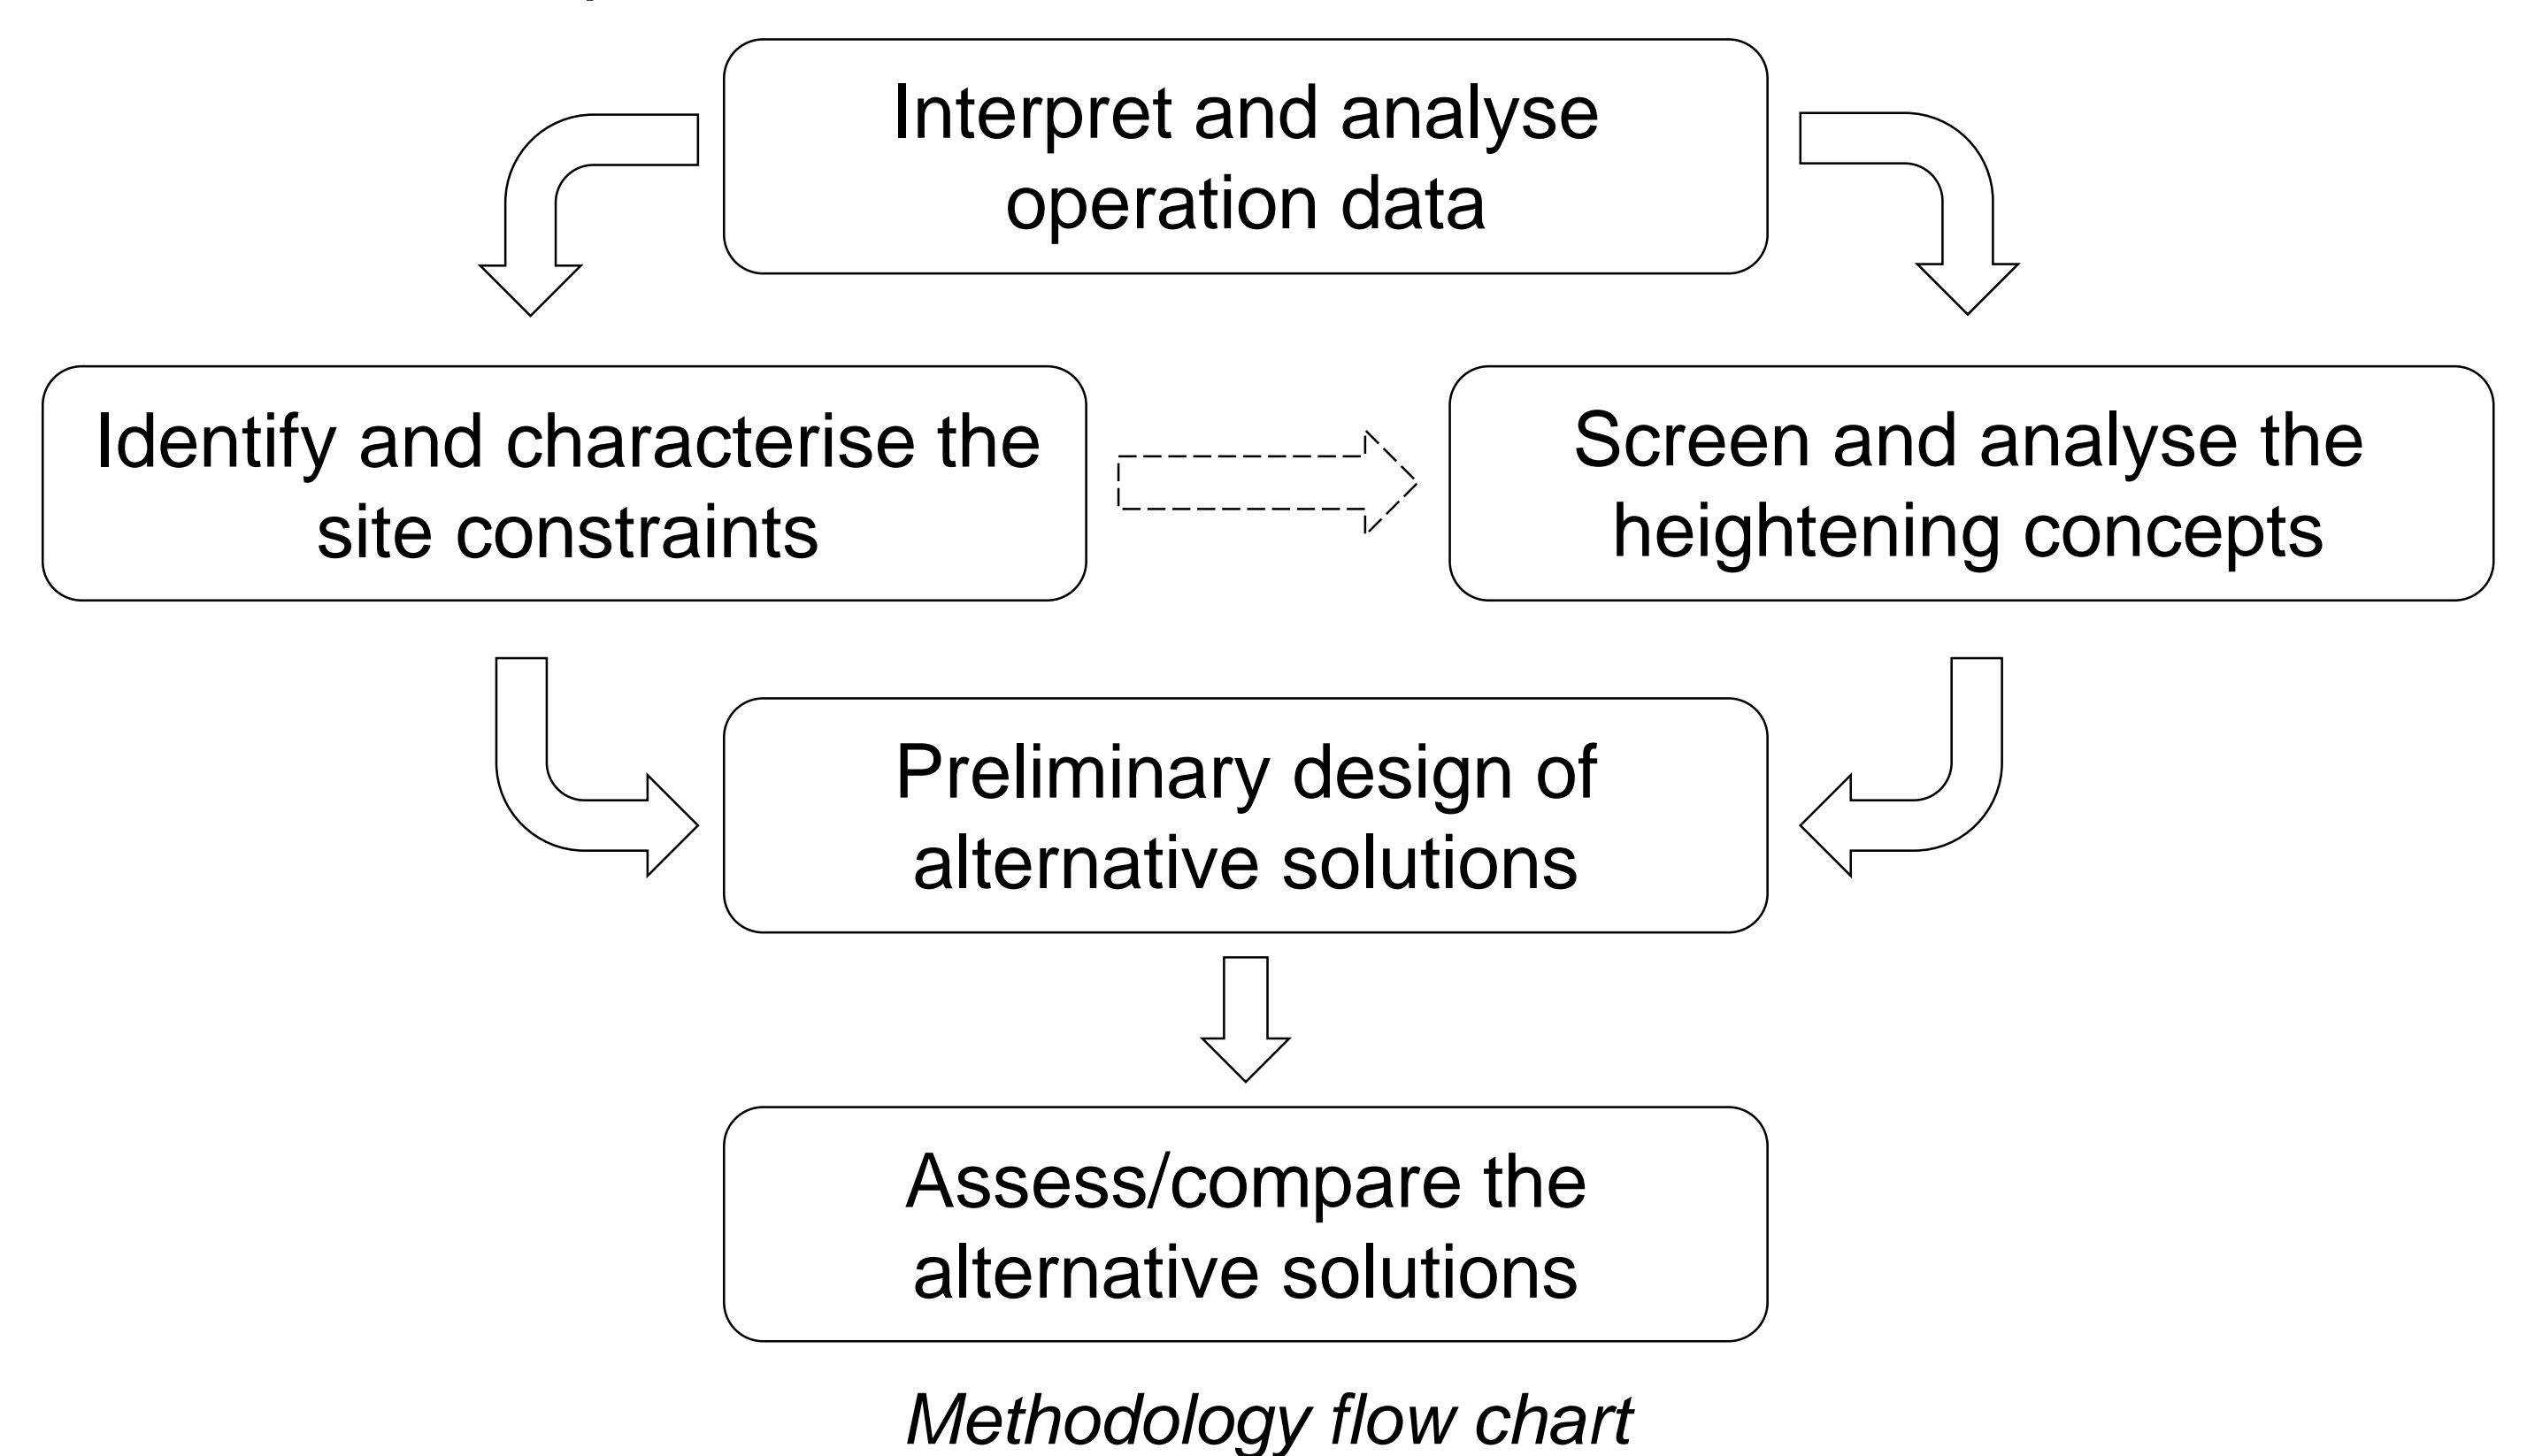 Interpret and analyse
operation data
Identify and characterise the
site constraints
Screen and analyse the
heightening concepts
Preliminary design of
alternative solutions
Assess/compare the
alternative solutions
Methodology flow chart